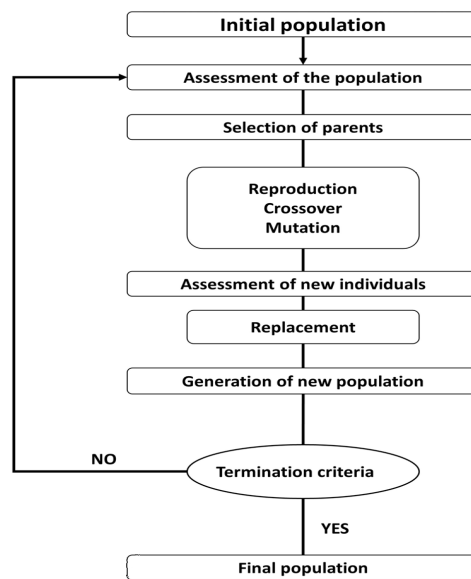 Initial population
Assessment of the population
Selection of parents
Reproduction
Crossover
Mutation
Assessment of new individuals
Replacement
Generation of new population
NO
Termination criteria
YES
Final population